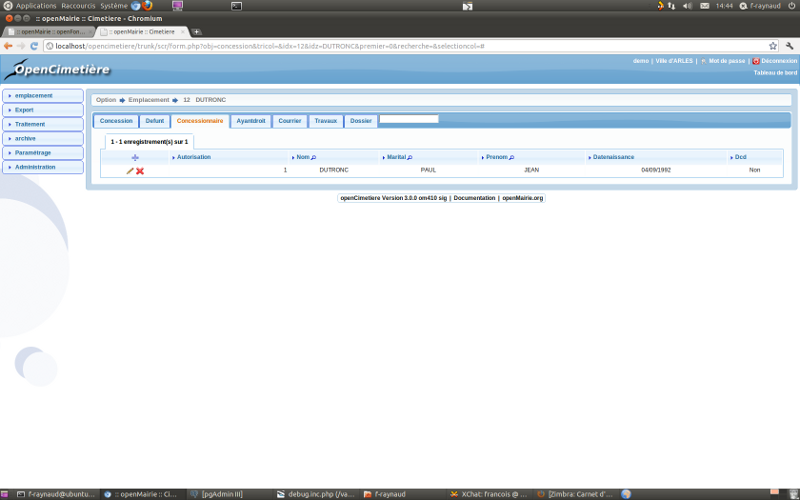 Applications Raccourcis Système 14:44 f-raynaud
:: openMairie :: Cimetiere - Chromium
:: openMairie :: openfon... :: openMairie :: Cimetiere
localhost/opencimetiere/trunk/scr/form.php?obj=concession&tricol=&idx=12&idz=DUTRONC&premier=0&recherche=&selectioncol=#
OpenCimetière
demo | Ville d'ARLES | Mot de passe | Déconnexion
Tableau de bord
emplacement
Export
Traitement
archive
Paramétrage
Administration
Option Emplacement 12 DUTRONC
Concession Defunt Concessionnaire Ayantdroit Courrier Travaux Dossier
1 - 1 enregistrement(s) sur 1
Autorisation Nom Marital Prenom Datenaissance Dcd
1 DUTRONC PAUL JEAN 04/09/1992 Non
openCimetiere Version 3.0.0 om410 sig | Documentation | openMairie.org
f-raynaud@ubuntu... :: openMairie :: Ci... [pgAdmin III] debug.inc.php (/va... f-raynaud XChat: francois @ ... [Zimbra: Carnet d'...